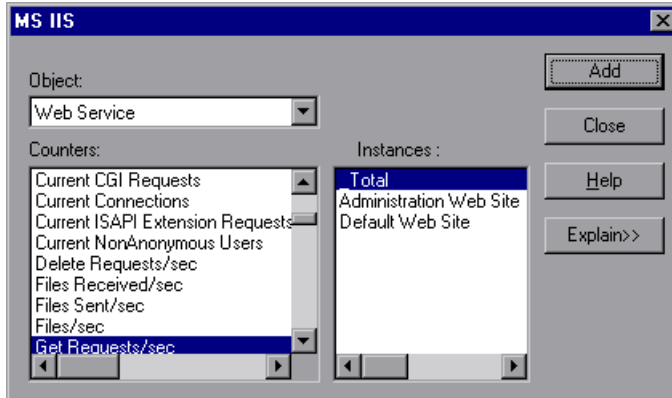 MS IIS
Object:
Web Service
Counters:
Current CGI Requests
Current Connections
Current ISAPI Extension Requests
Current NonAnonymous Users
Delete Requests/sec
Files Received/sec
Files Sent/sec
Files/sec
Get Requests/sec
Instances :
_Total
Administration Web Site
Default Web Site
Add
Close
Help
Explain>>